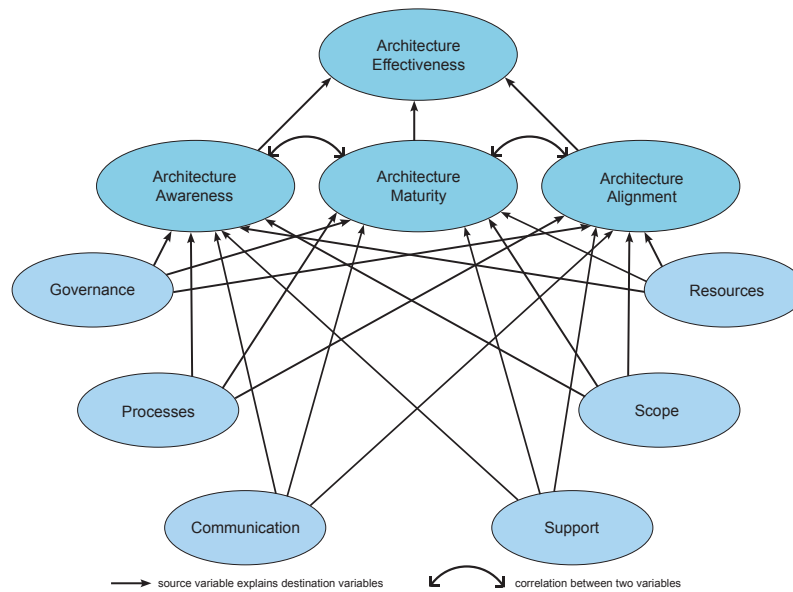 Architecture
Effectiveness
Architecture
Awareness
Architecture
Maturity
Architecture
Alignment
Governance
Resources
Processes
Scope
Communication
Support
source variable explains destination variables
correlation between two variables